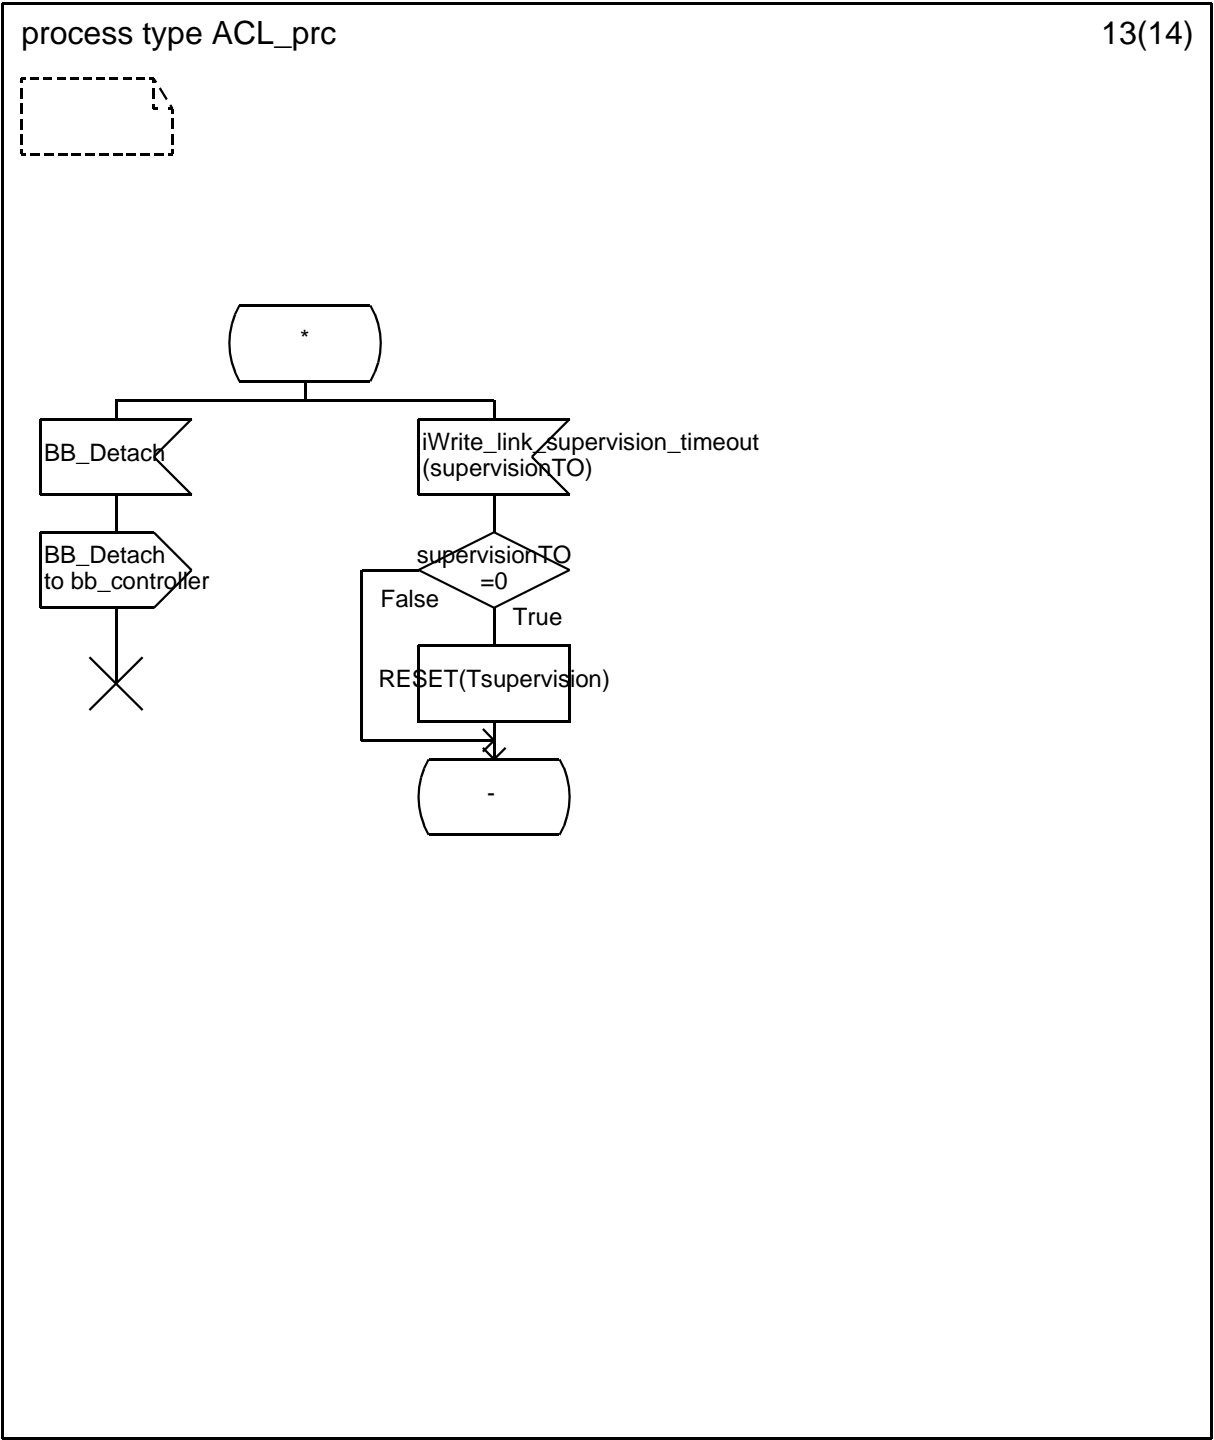 process type ACL_prc
13(14)
*
BB_Detach
iWrite_link_supervision_timeout
(supervisionTO)
BB_Detach
to bb_controller
supervisionTO
=0
False
True
RESET(Tsupervision)
-